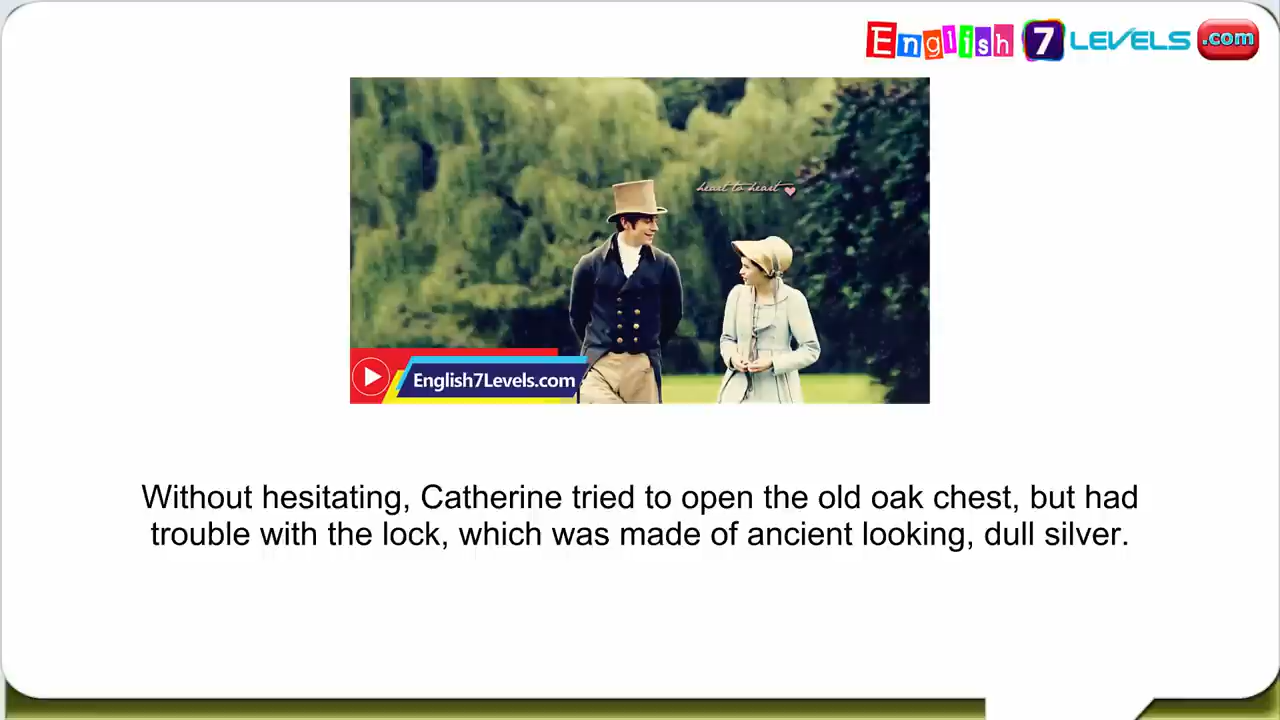 English 7 LEVELS .com
heart to heart
English7Levels.com
Without hesitating, Catherine tried to open the old oak chest, but had
trouble with the lock, which was made of ancient looking, dull silver.